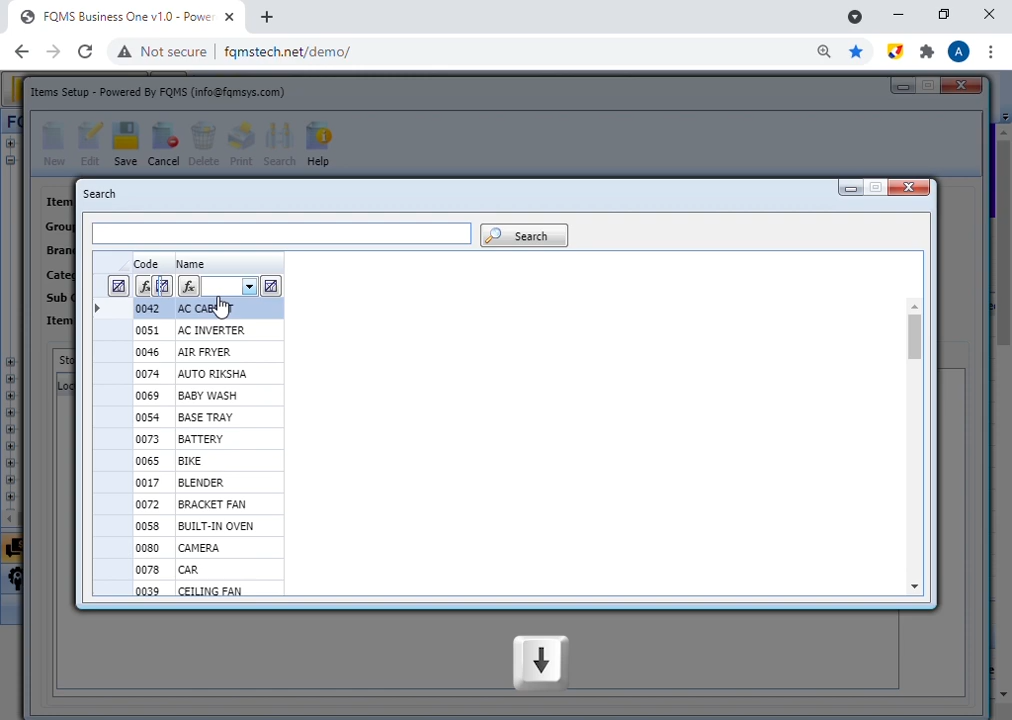 FQMS Business One v1.0 - Power
Not secure
fqmstech.net/demo/
A
Items Setup - Powered By FQMS (info@fqmsys.com)
New
Edit
Save
Cancel
Delete
Print
Search
Help
Item
Search
Search
Code
Name
0042 AC CAB
0051 AC INVERTER
0046 AIR FRYER
0074 AUTO RIKSHA
0069 BABY WASH
0054 BASE TRAY
0073 BATTERY
0065 BIKE
0017 BLENDER
0072 BRACKET FAN
0058 BUILT-IN OVEN
0080 CAMERA
0078 CAR
0039 CEILING FAN
Item